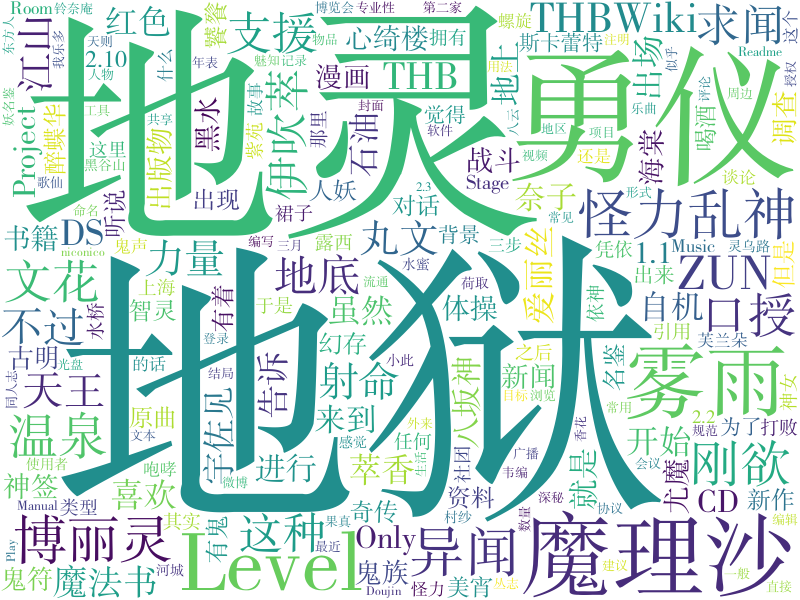 地灵
地狱
勇仪
魔理沙
雾雨
Level
怪力乱神
博丽灵
异闻
刚欲
ZUN
THBWiki
求闻
口授
温泉
文花
天王
不过
江山
红色
支援
心绮楼
拥有
THB
漫画
地上
斯卡蕾特
出场
伊吹萃
石油
黑水
Project
醉蝶华
出版物
听说
出现
书籍
DS
力量
地底
丸文
战斗
Stage
海棠
调查
喝酒
奈子
对话
人妖
裙子
背景
爱丽丝
体操
自机
1.1
虽然
射命
告诉
宇佐见
来到
幻存
新闻
八坂神
名鉴
开始
就是
尤魔
CD
新作
为了打败
萃香
进行
喜欢
神签
这种
奇传
Only
资料
鬼族
美宵
怪力
魔法书
鬼符
类型
Manual
原曲
古明
智灵
有着
上海
于是
水桥
露西
鬼声
紫苑
故事
那里
觉得
这里
什么
2.10
饕餮
Room
铃奈庵
东方人
我乐多
天则
人物
年表
魅知记录
博览会
专业性
第二家
物品
注明
螺旋
这个
似乎
Readme
用法
授权
评论
乐曲
周边
八云
地区
项目
视频
还是
谈论
形式
常见
2.3
软件
封面
共享
工具
妖名鉴
黑谷山
歌仙
命名
niconico
编写
三月
水蜜
荷取
流通
三步
凭依
Music
灵乌路
出来
但是
依神
引用
芙兰朵
神女
之后
目标
浏览
常用
2.2
规范
香花
会议
社团
广播
韦编
深秘
协议
编辑
村纱
数量
建议
一般
直接
丛志
Doujin
最近
果真
河城
有鬼
其实
咆哮
微博
感觉
生活
外来
任何
小此
结局
登录
的话
光盘
同人志
文本
使用者
Play